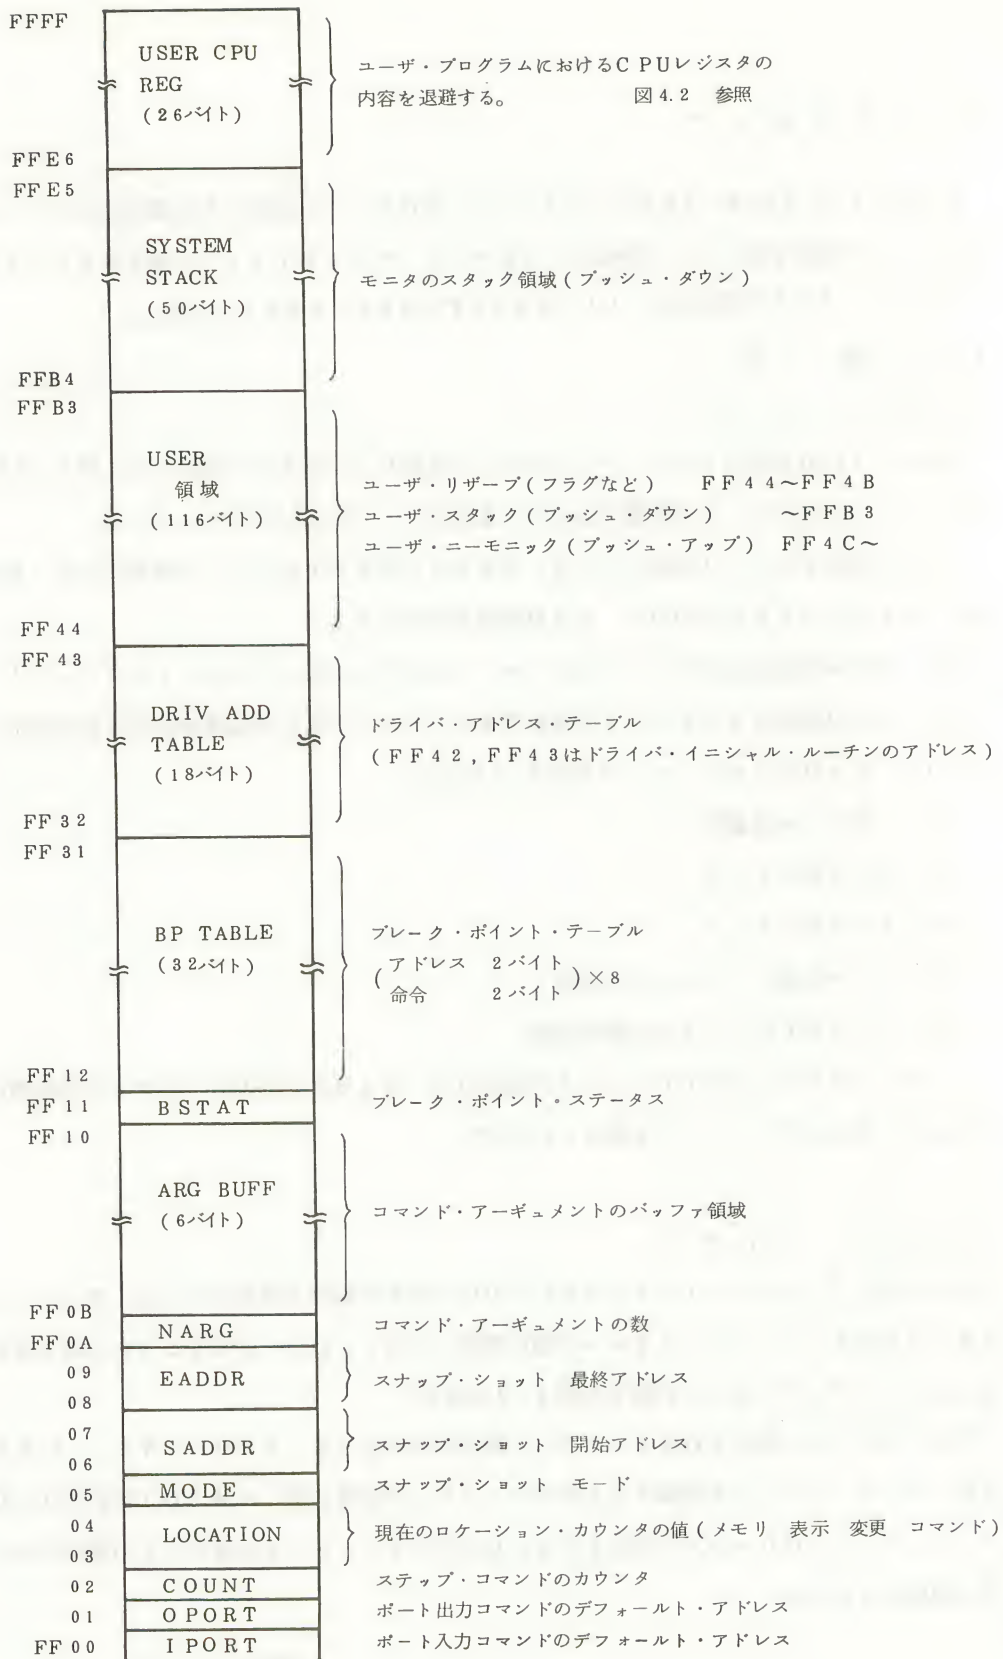 FFFF
USER CPU
REG
(26バイト)
ユーザ・プログラムにおけるCPUレジスタの
内容を退避する。 図4.2 参照
FFE6
FFE5
SYSTEM
STACK
(50バイト)
モニタのスタック領域(プッシュ・ダウン)
FFB4
FFB3
USER
領域
(116バイト)
ユーザ・リザーブ(フラグなど) FF44～FF4B
ユーザ・スタック(プッシュ・ダウン) ～FFB3
ユーザ・ニーモニック(プッシュ・アップ) FF4C～
FF44
FF43
DRIV ADD
TABLE
(18バイト)
ドライバ・アドレス・テーブル
(FF42,FF43はドライバ・イニシャル・ルーチンのアドレス)
FF32
FF31
BP TABLE
(32バイト)
ブレーク・ポイント・テーブル
(アドレス 2バイト
命令 2バイト)×8
FF12
FF11
BSTAT
ブレーク・ポイント・ステータス
FF10
ARG BUFF
(6バイト)
コマンド・アーギュメントのバッファ領域
FF0B
NARG
コマンド・アーギュメントの数
FF0A
09
EADDR
スナップ・ショット 最終アドレス
08
07
SADDR
スナップ・ショット 開始アドレス
06
05
MODE
スナップ・ショット モード
04
LOCATION
現在のロケーション・カウンタの値(メモリ 表示 変更 コマンド)
03
02
COUNT
ステップ・コマンドのカウンタ
01
OPORT
ポート出力コマンドのデフォールト・アドレス
FF00
IPORT
ポート入力コマンドのデフォールト・アドレス